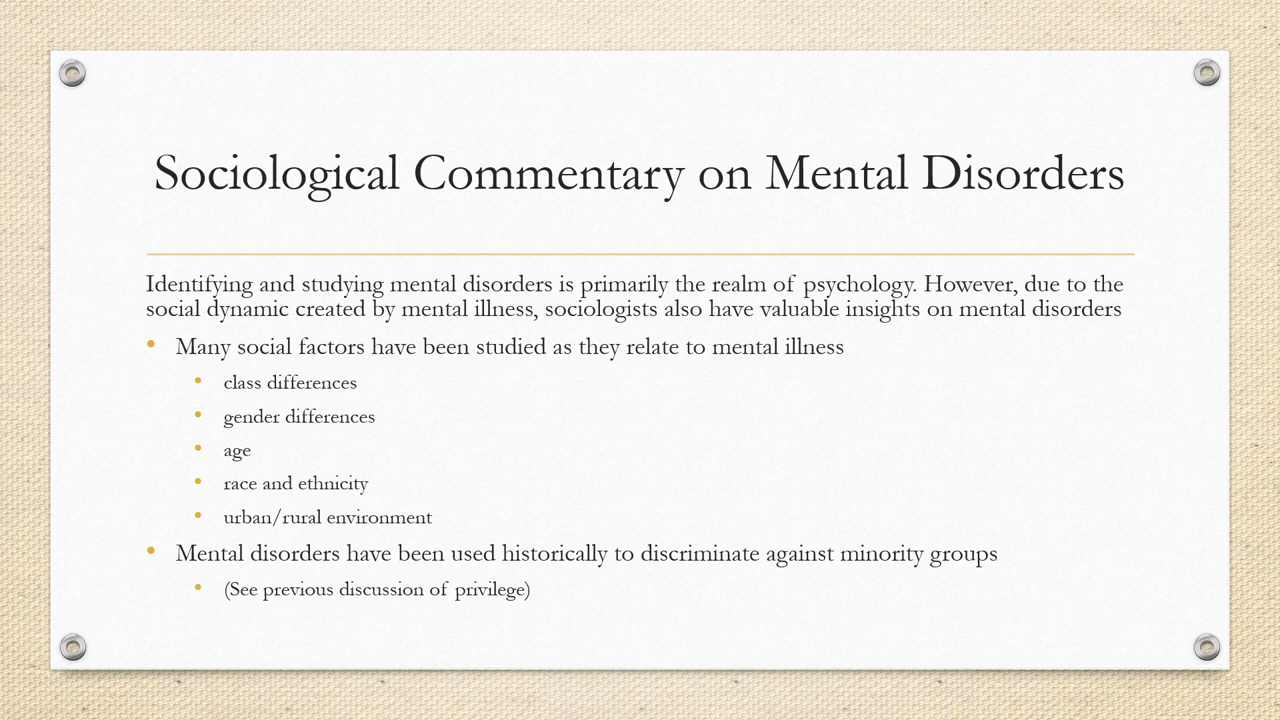 Sociological Commentary on Mental Disorders
Identifying and studying mental disorders is primarily the realm of psychology. However, due to the
social dynamic created by mental illness, sociologists also have valuable insights on mental disorders
• Many social factors have been studied as they relate to mental illness
• class differences
• gender differences
• age
• race and ethnicity
• urban/rural environment
• Mental disorders have been used historically to discriminate against minority groups
• (See previous discussion of privilege)